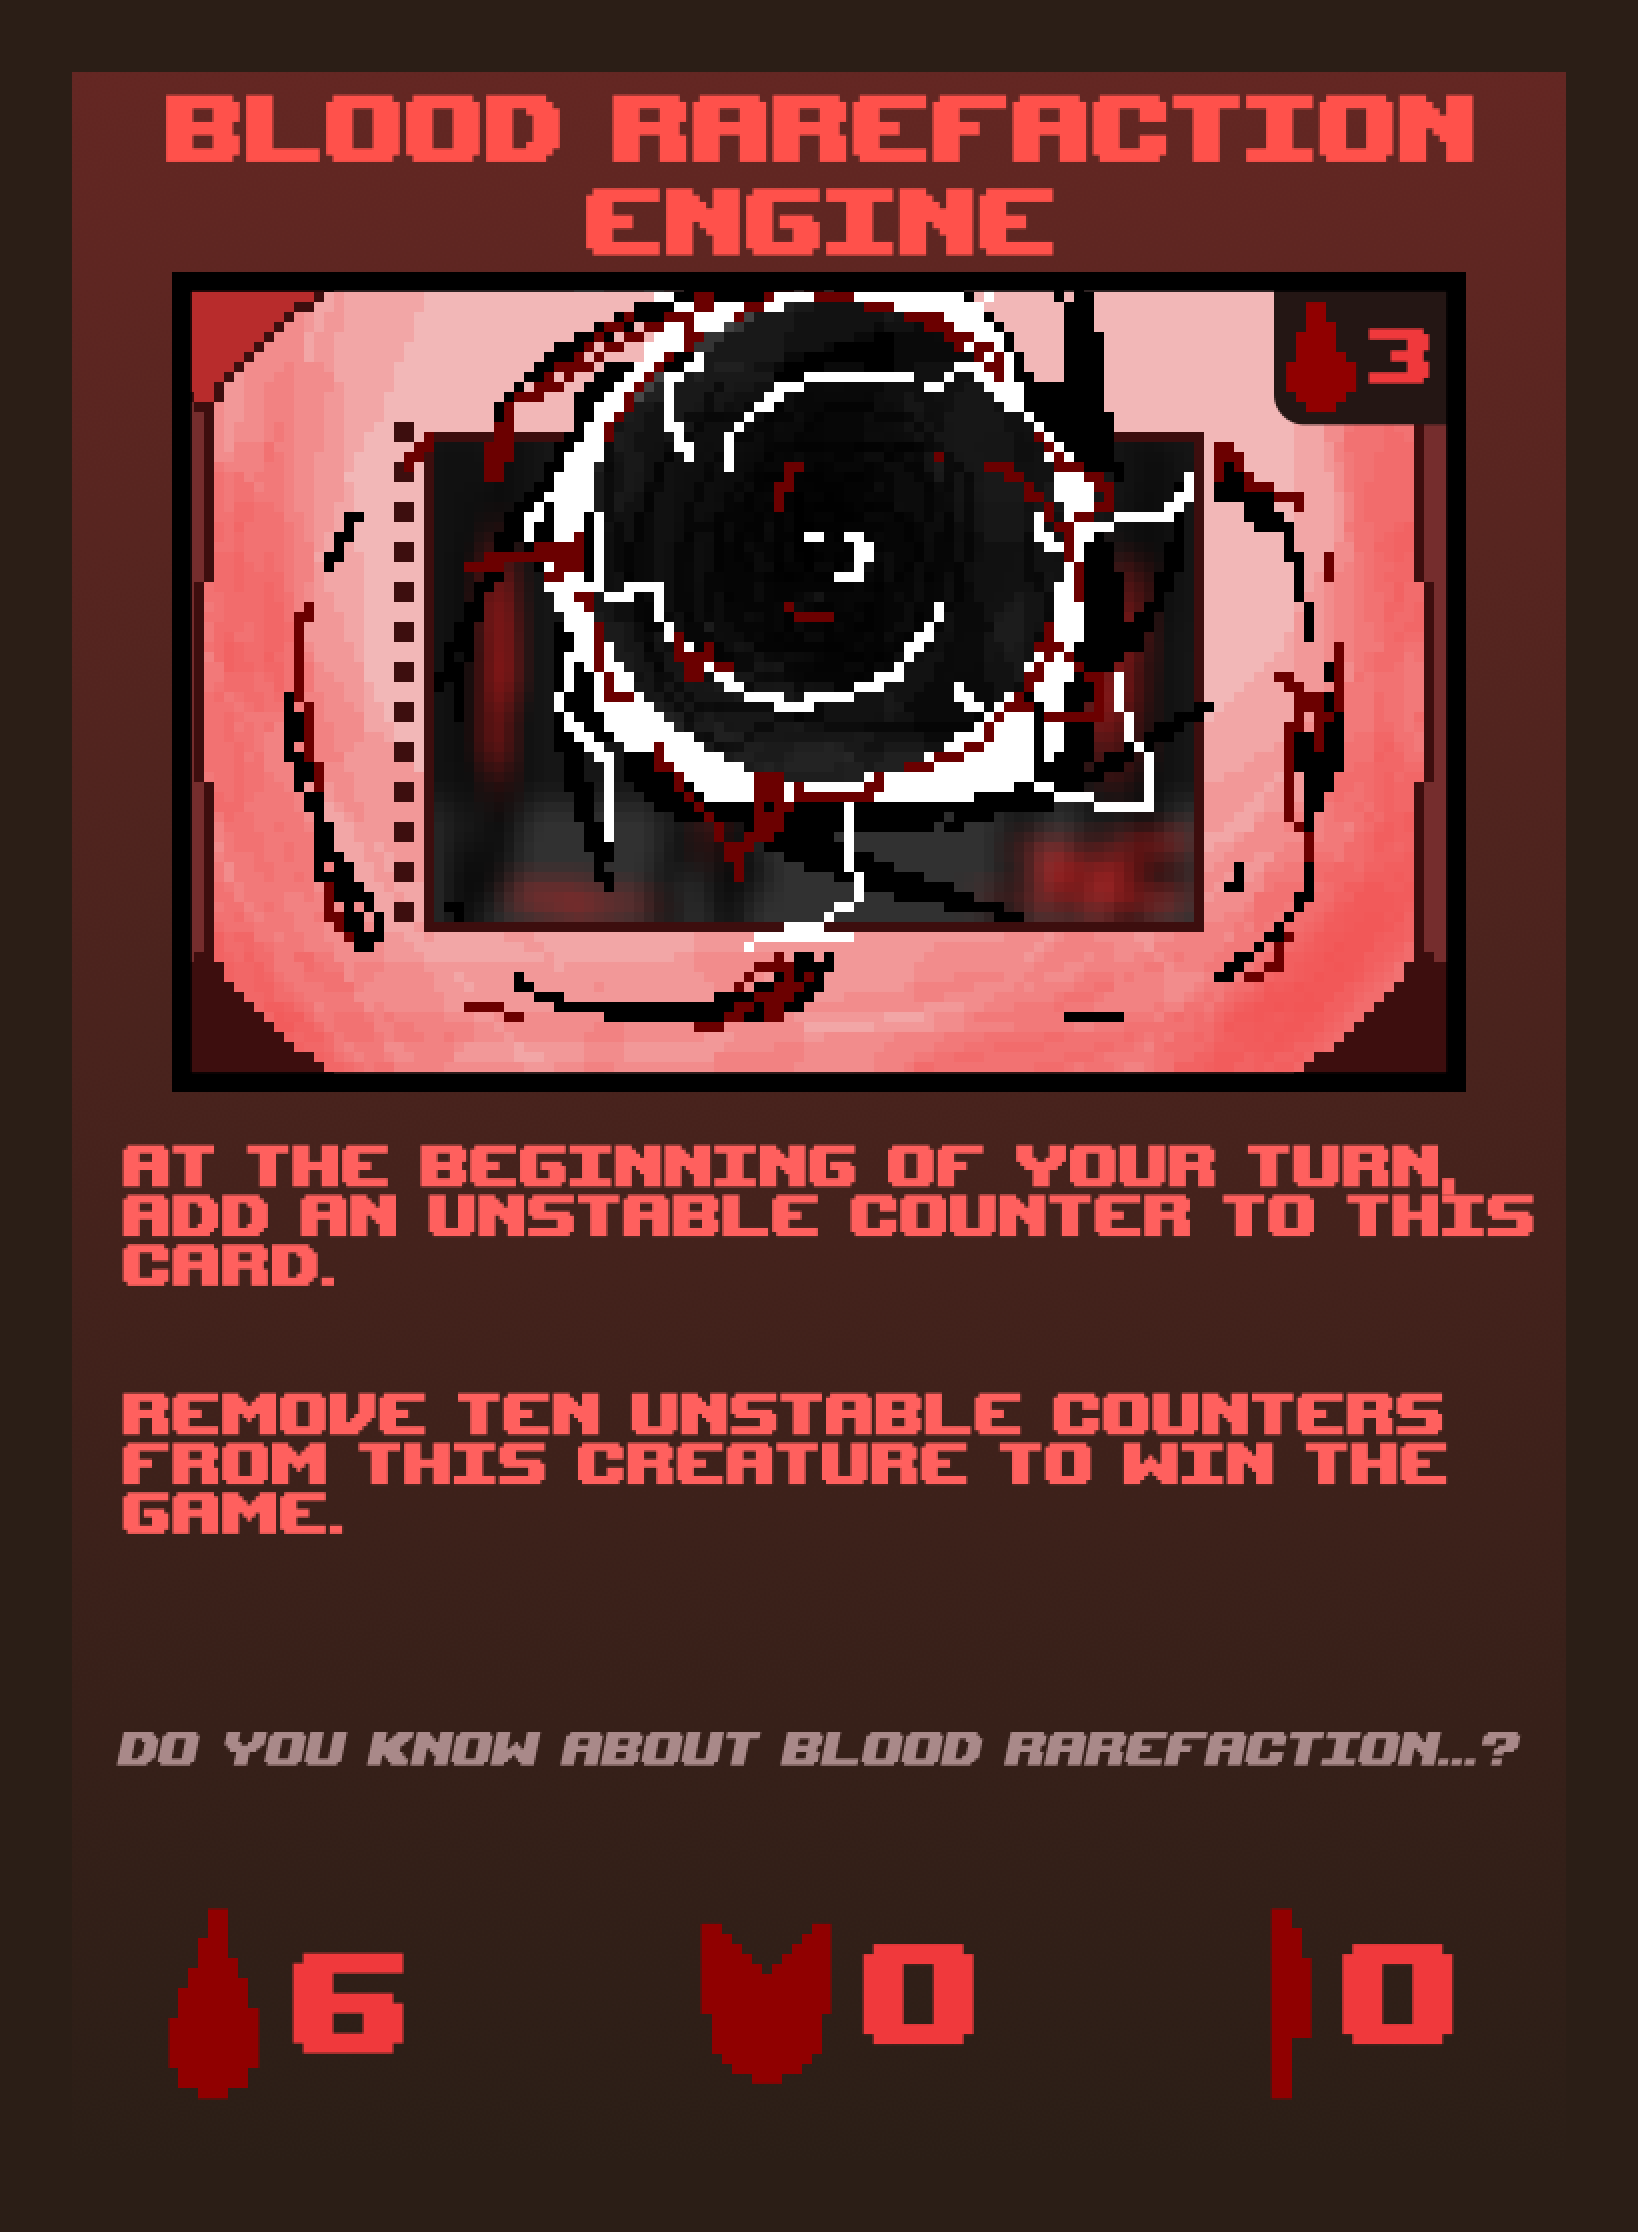 BLOOD RAREFACTION
ENGINE
3
AT THE BEGINNING OF YOUR TURN,
ADD AN UNSTABLE COUNTER TO THIS
CARD.
REMOVE TEN UNSTABLE COUNTERS
FROM THIS CREATURE TO WIN THE
GAME.
DO YOU KNOW ABOUT BLOOD RAREFACTION...?
6 0 0